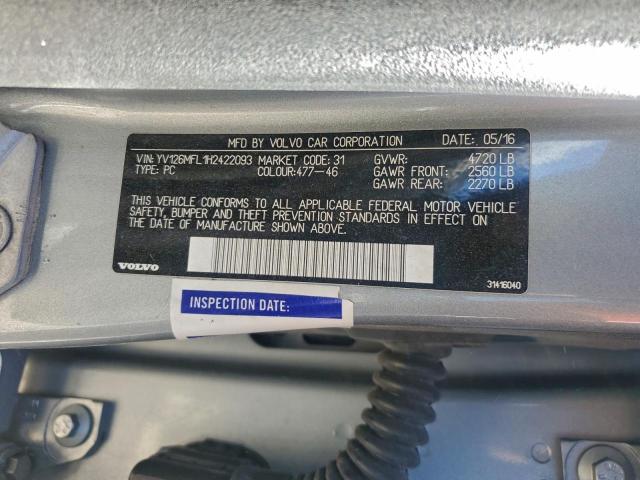 MFD BY VOLVO CAR CORPORATION DATE: 05/16
VIN: YV126MFL1H2422093 MARKET CODE: 31 GVWR: 4720 LB
TYPE: PC COLOUR:477-46 GAWR FRONT: 2560 LB
GAWR REAR: 2270 LB
THIS VEHICLE CONFORMS TO ALL APPLICABLE FEDERAL MOTOR VEHICLE
SAFETY, BUMPER AND THEFT PREVENTION STANDARDS IN EFFECT ON
THE DATE OF MANUFACTURE SHOWN ABOVE.
VOLVO
31416040
INSPECTION DATE: